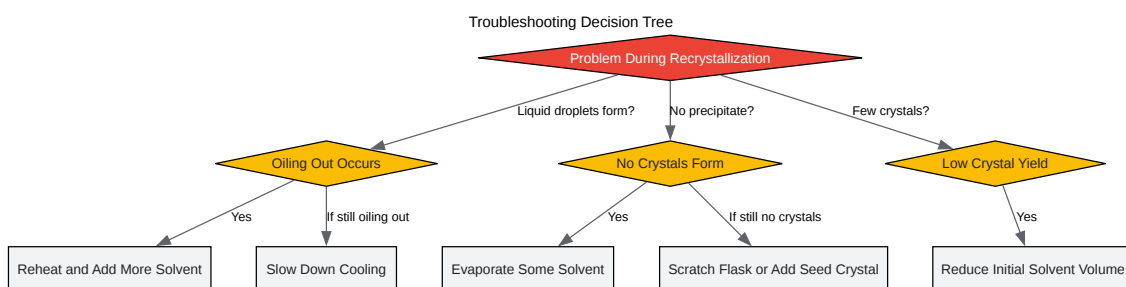 Troubleshooting Decision Tree
Problem During Recrystallization
Liquid droplets form?
No precipitate?
Few crystals?
Oiling Out Occurs
No Crystals Form
Low Crystal Yield
Yes
If still oiling out
Yes
If still no crystals
Yes
Reheat and Add More Solvent
Slow Down Cooling
Evaporate Some Solvent
Scratch Flask or Add Seed Crystal
Reduce Initial Solvent Volume